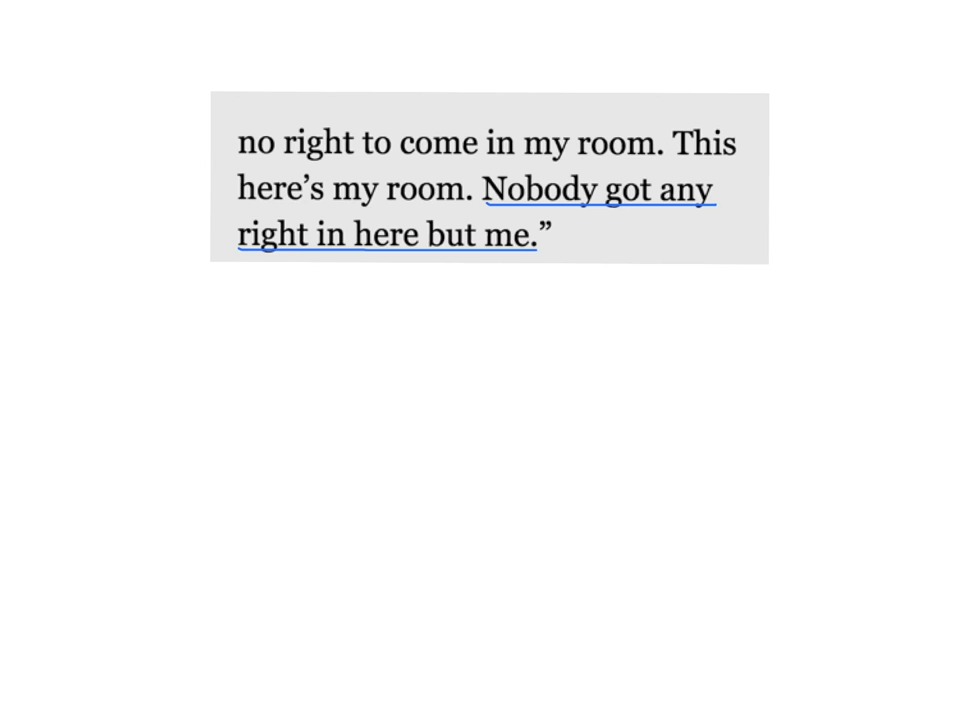 no right to come in my room. This
here’s my room. Nobody got any
right in here but me.”